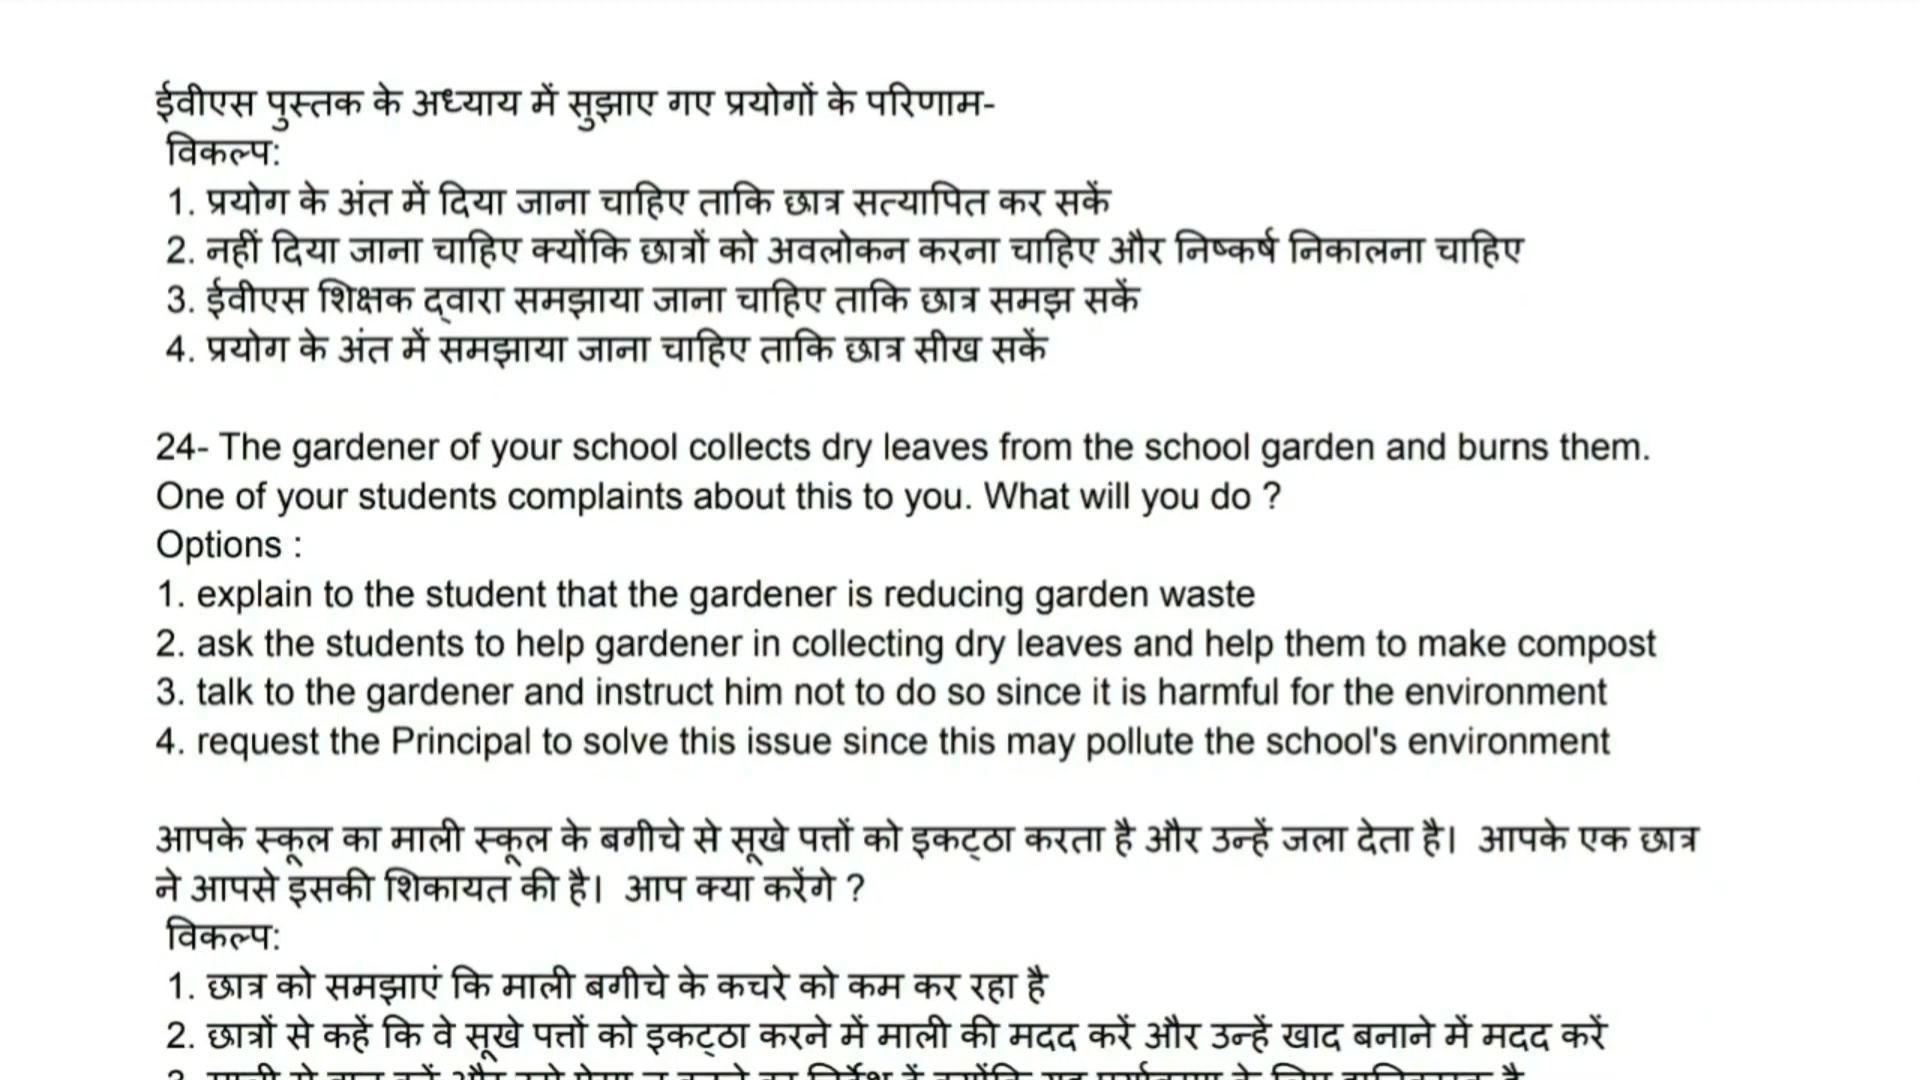 ईवीएस पुस्तक के अध्याय में सुझाए गए प्रयोगों के परिणाम-
विकल्प:
1. प्रयोग के अंत में दिया जाना चाहिए ताकि छात्र सत्यापित कर सकें
2. नहीं दिया जाना चाहिए क्योंकि छात्रों को अवलोकन करना चाहिए और निष्कर्ष निकालना चाहिए
3. ईवीएस शिक्षक द्वारा समझाया जाना चाहिए ताकि छात्र समझ सकें
4. प्रयोग के अंत में समझाया जाना चाहिए ताकि छात्र सीख सकें
24- The gardener of your school collects dry leaves from the school garden and burns them.
One of your students complaints about this to you. What will you do ?
Options :
1. explain to the student that the gardener is reducing garden waste
2. ask the students to help gardener in collecting dry leaves and help them to make compost
3. talk to the gardener and instruct him not to do so since it is harmful for the environment
4. request the Principal to solve this issue since this may pollute the school's environment
आपके स्कूल का माली स्कूल के बगीचे से सूखे पत्तों को इकट्ठा करता है और उन्हें जला देता है। आपके एक छात्र
ने आपसे इसकी शिकायत की है। आप क्या करेंगे ?
विकल्प:
1. छात्र को समझाएं कि माली बगीचे के कचरे को कम कर रहा है
2. छात्रों से कहें कि वे सूखे पत्तों को इकट्ठा करने में माली की मदद करें और उन्हें खाद बनाने में मदद करें